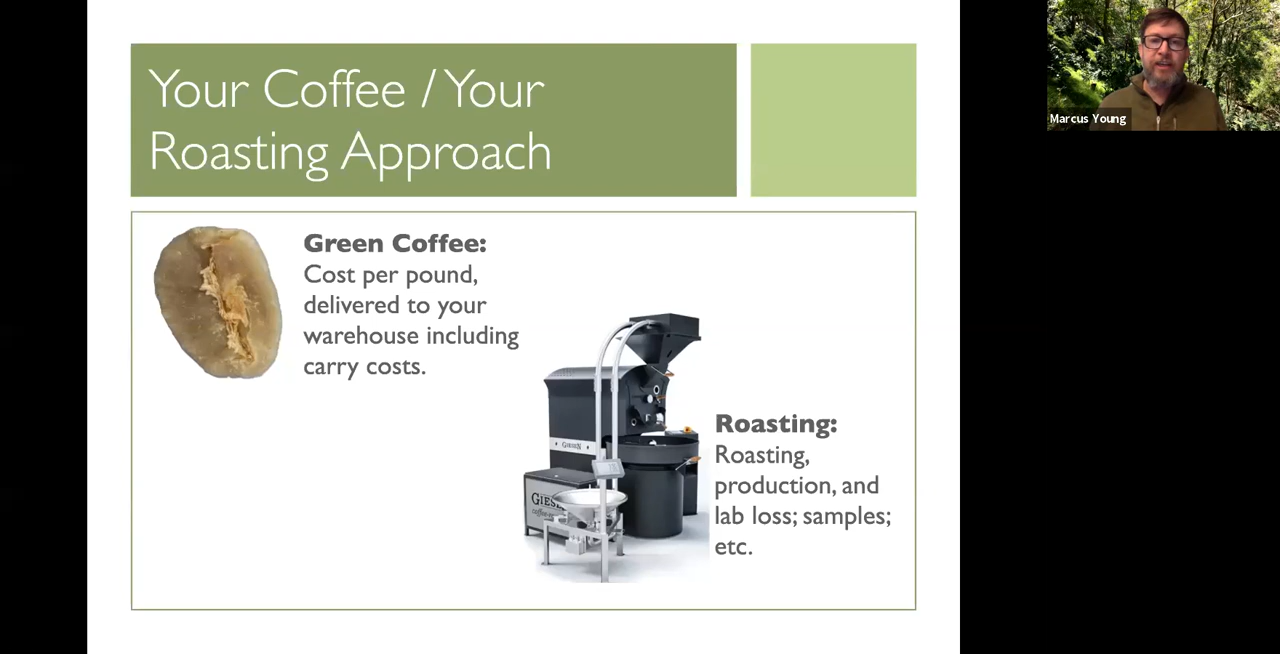 Your Coffee / Your
Roasting Approach
Marcus Young
Green Coffee:
Cost per pound,
delivered to your
warehouse including
carry costs.
GIESEN
Roasting:
Roasting,
production, and
lab loss; samples;
etc.